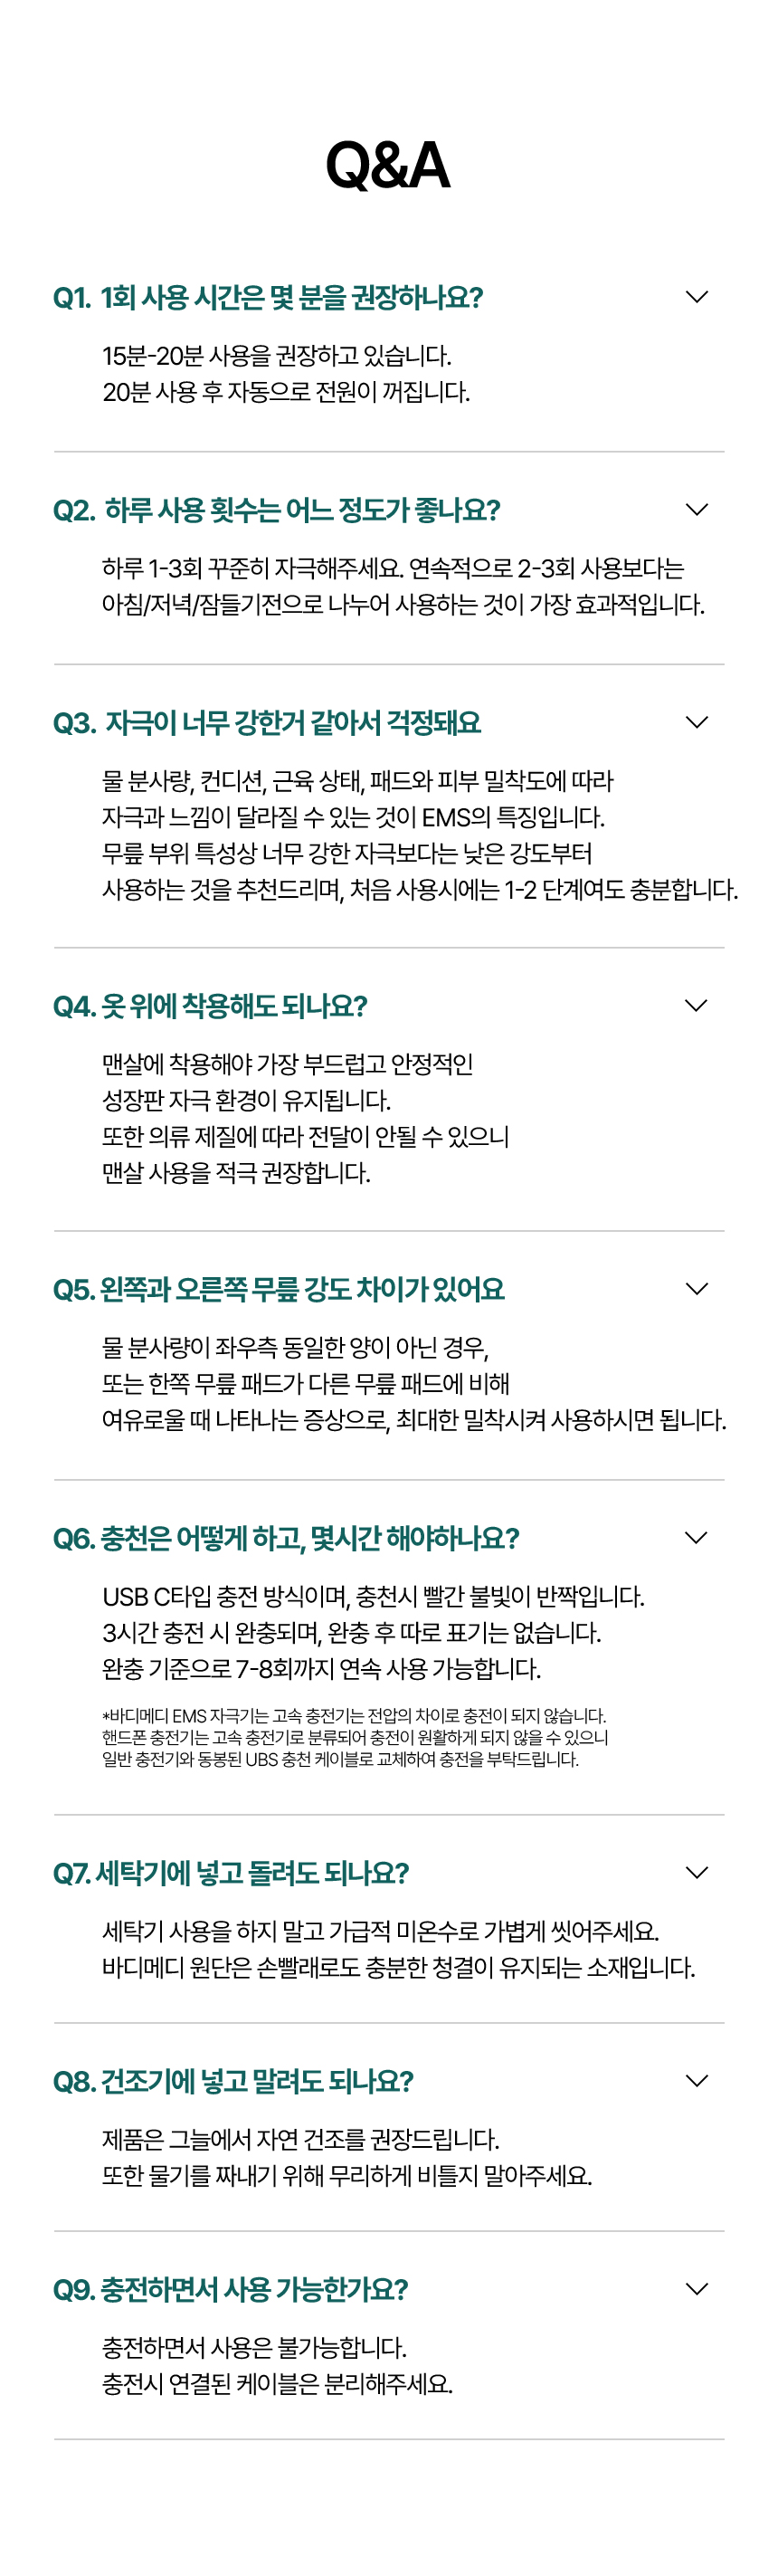 Q&A
Q1. 1회 사용 시간은 몇 분을 권장하나요?
15분-20분 사용을 권장하고 있습니다.
20분 사용 후 자동으로 전원이 꺼집니다.
Q2. 하루 사용 횟수는 어느 정도가 좋나요?
하루 1-3회 꾸준히 자극해주세요. 연속적으로 2-3회 사용보다는
아침/저녁/잠들기전으로 나누어 사용하는 것이 가장 효과적입니다.
Q3. 자극이 너무 강한거 같아서 걱정돼요
물 분사량, 컨디션, 근육 상태, 패드와 피부 밀착도에 따라
자극과 느낌이 달라질 수 있는 것이 EMS의 특징입니다.
무릎 부위 특성상 너무 강한 자극보다는 낮은 강도부터
사용하는 것을 추천드리며, 처음 사용시에는 1-2 단계여도 충분합니다.
Q4. 옷 위에 착용해도 되나요?
맨살에 착용해야 가장 부드럽고 안정적인
성장판 자극 환경이 유지됩니다.
또한 의류 제질에 따라 전달이 안될 수 있으니
맨살 사용을 적극 권장합니다.
Q5. 왼쪽과 오른쪽 무릎 강도 차이가 있어요
물 분사량이 좌우측 동일한 양이 아닌 경우,
또는 한쪽 무릎 패드가 다른 무릎 패드에 비해
여유로울 때 나타나는 증상으로, 최대한 밀착시켜 사용하시면 됩니다.
Q6. 충천은 어떻게 하고, 몇시간 해야하나요?
USB C타입 충전 방식이며, 충천시 빨간 불빛이 반짝입니다.
3시간 충전 시 완충되며, 완충 후 따로 표기는 없습니다.
완충 기준으로 7-8회까지 연속 사용 가능합니다.
*바디메디 EMS 자극기는 고속 충전기는 전압의 차이로 충전이 되지 않습니다.
핸드폰 충전기는 고속 충전기로 분류되어 충전이 원활하게 되지 않을 수 있으니
일반 충전기와 동봉된 UBS 충천 케이블로 교체하여 충전을 부탁드립니다.
Q7. 세탁기에 넣고 돌려도 되나요?
세탁기 사용을 하지 말고 가급적 미온수로 가볍게 씻어주세요.
바디메디 원단은 손빨래로도 충분한 청결이 유지되는 소재입니다.
Q8. 건조기에 넣고 말려도 되나요?
제품은 그늘에서 자연 건조를 권장드립니다.
또한 물기를 짜내기 위해 무리하게 비틀지 말아주세요.
Q9. 충전하면서 사용 가능한가요?
충전하면서 사용은 불가능합니다.
충전시 연결된 케이블은 분리해주세요.